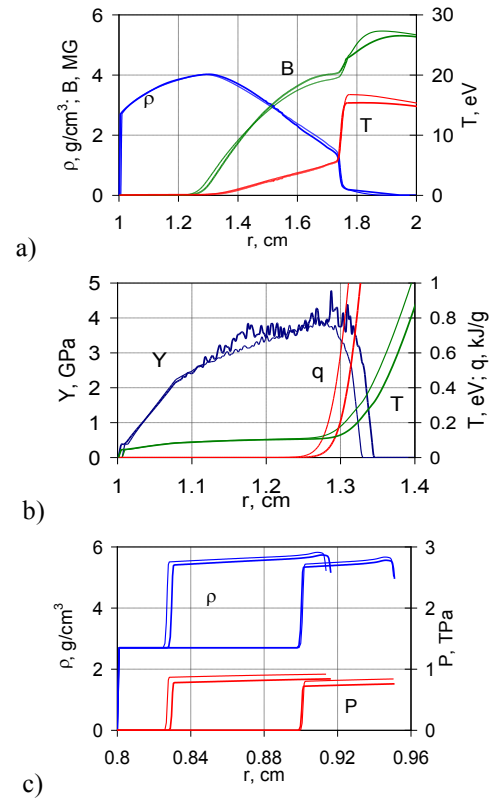 ρ, g/cm³; B, MG
6
4
2
0
30
20
10
0
T, eV
ρ
B
T
1
1.2
1.4
1.6
1.8
2
r, cm
a)
Y, GPa
5
4
3
2
1
0
1
0.8
0.6
0.4
0.2
0
T, eV; q, kJ/g
Y
q
T
1
1.1
1.2
1.3
1.4
r, cm
b)
ρ, g/cm³
6
4
2
0
3
2
1
0
P, TPa
ρ
P
0.8
0.84
0.88
0.92
0.96
r, cm
c)